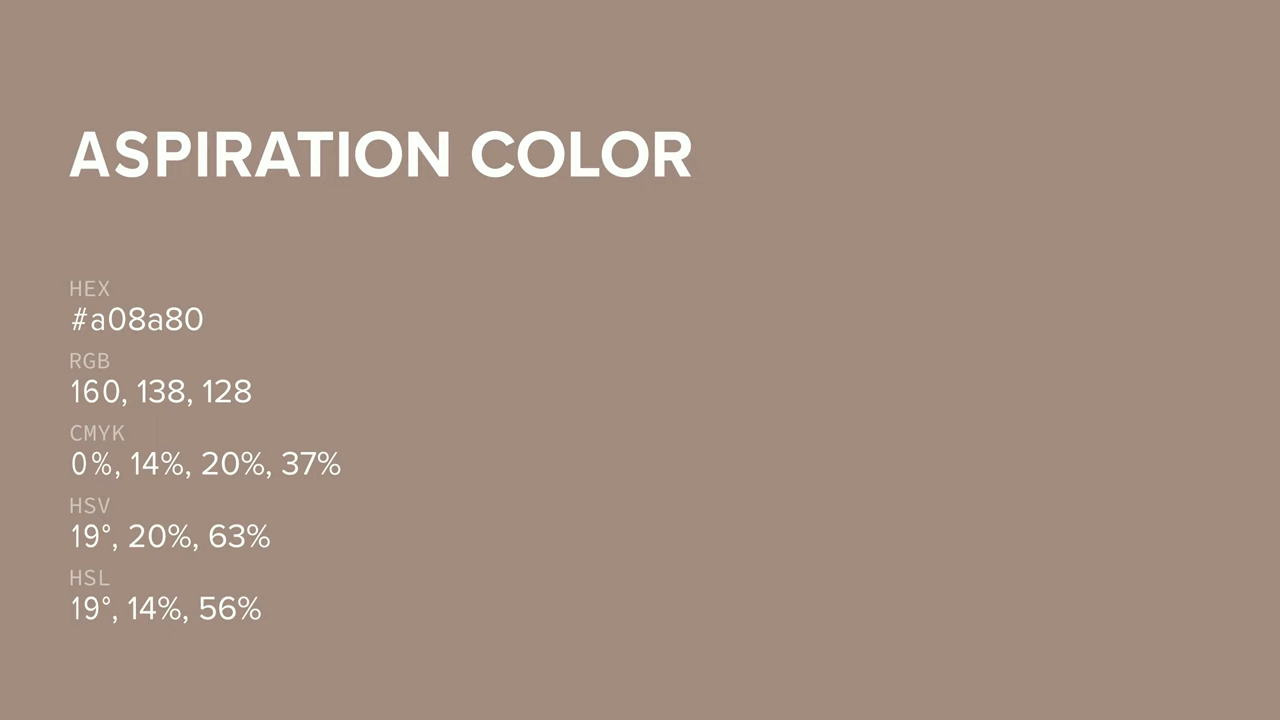 ASPIRATION COLOR
HEX
#a08a80
RGB
160, 138, 128
CMYK
0%, 14%, 20%, 37%
HSV
19°, 20%, 63%
HSL
19°, 14%, 56%